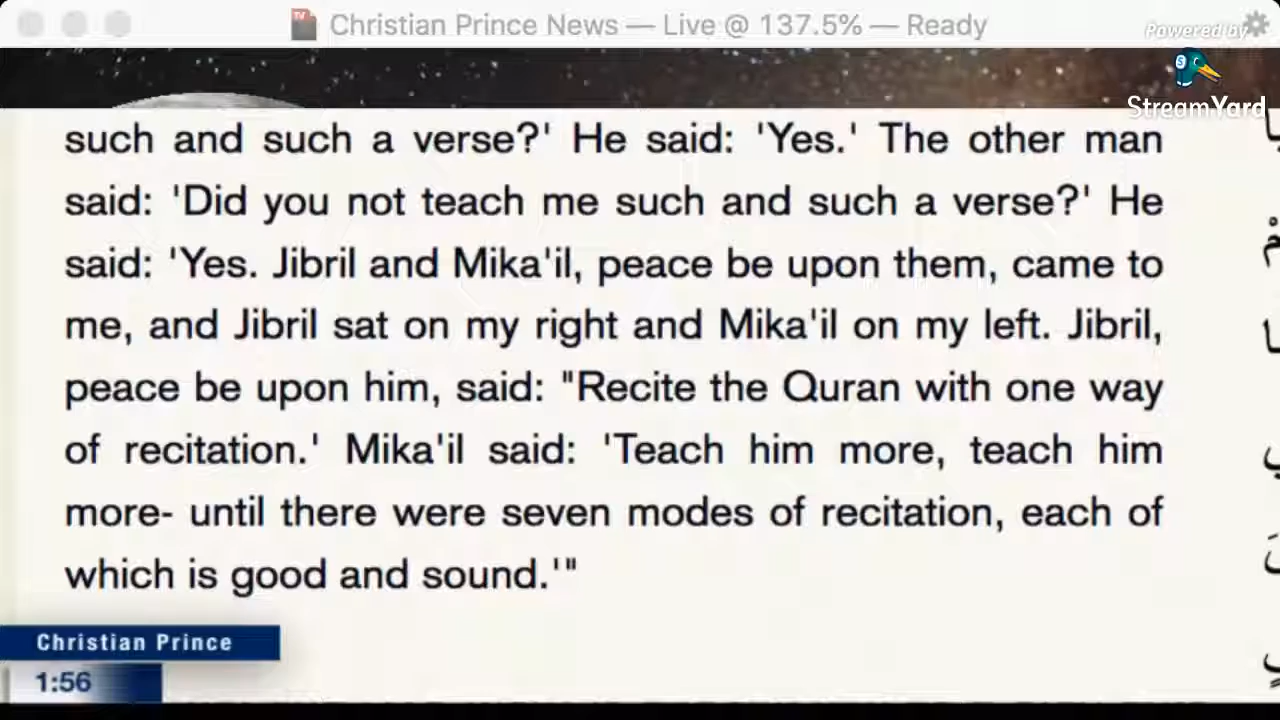 Christian Prince News — Live @ 137.5% — Ready
Powered by
StreamYard
such and such a verse?' He said: 'Yes.' The other man
said: 'Did you not teach me such and such a verse?' He
said: 'Yes. Jibril and Mika'il, peace be upon them, came to
me, and Jibril sat on my right and Mika'il on my left. Jibril,
peace be upon him, said: "Recite the Quran with one way
of recitation.' Mika'il said: 'Teach him more, teach him
more- until there were seven modes of recitation, each of
which is good and sound.'"
Christian Prince
1:56